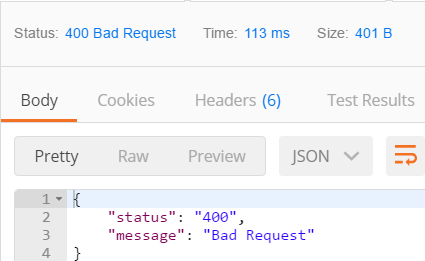 Status: 400 Bad Request Time: 113 ms Size: 401 B
Body Cookies Headers (6) Test Results
Pretty Raw Preview JSON
1 {
2 "status": "400",
3 "message": "Bad Request"
4 }